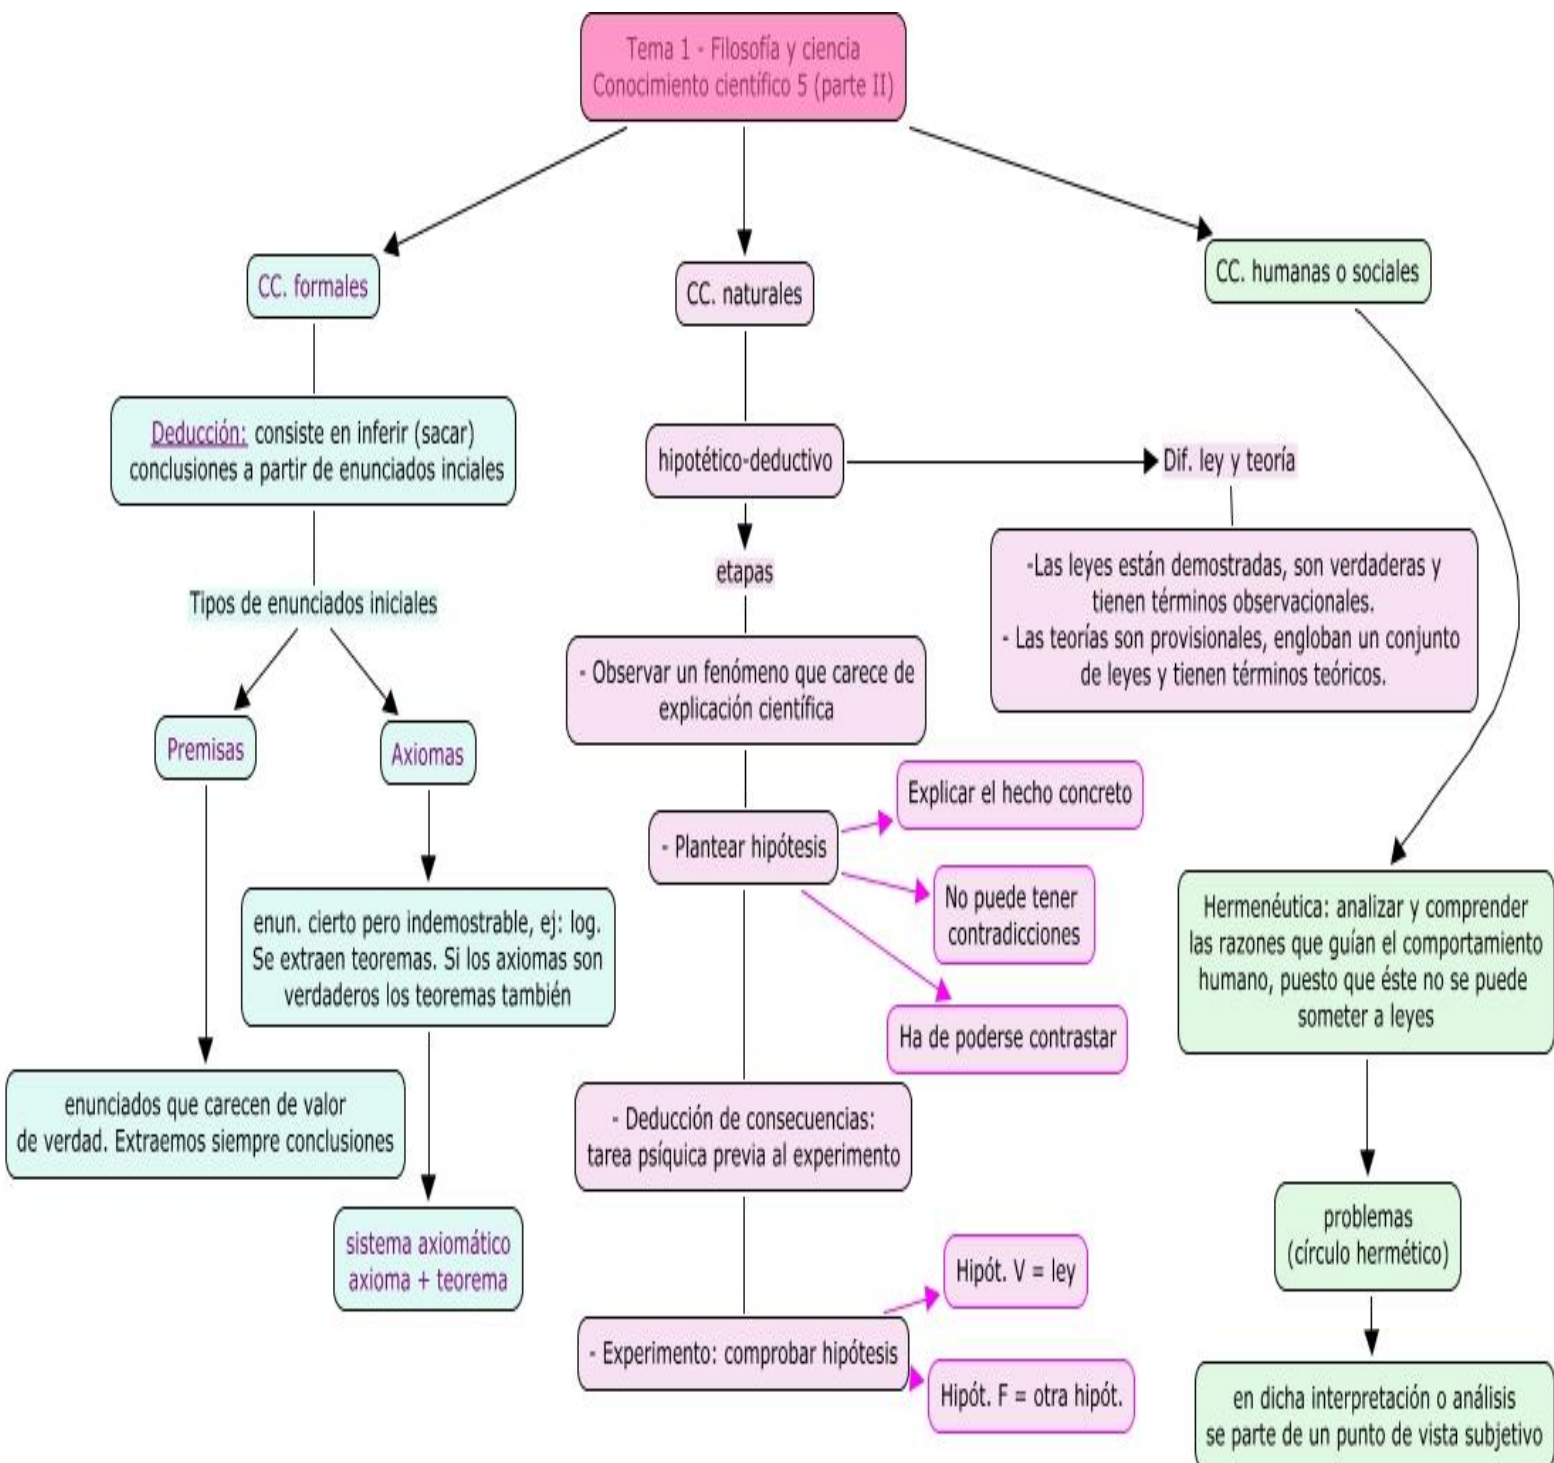 Tema 1 - Filosofía y ciencia
Conocimiento científico 5 (parte II)
CC. formales
Deducción: consiste en inferir (sacar)
conclusiones a partir de enunciados inciales
Tipos de enunciados iniciales
Premisas
enunciados que carecen de valor
de verdad. Extraemos siempre conclusiones
Axiomas
enun. cierto pero indemostrable, ej: log.
Se extraen teoremas. Si los axiomas son
verdaderos los teoremas también
sistema axiomático
axioma + teorema
CC. naturales
hipotético-deductivo
Dif. ley y teoría
-Las leyes están demostradas, son verdaderas y
tienen términos observacionales.
- Las teorías son provisionales, engloban un conjunto
de leyes y tienen términos teóricos.
etapas
- Observar un fenómeno que carece de
explicación científica
- Plantear hipótesis
Explicar el hecho concreto
No puede tener
contradicciones
Ha de poderse contrastar
- Deducción de consecuencias:
tarea psíquica previa al experimento
- Experimento: comprobar hipótesis
Hipót. V = ley
Hipót. F = otra hipót.
CC. humanas o sociales
Hermenéutica: analizar y comprender
las razones que guían el comportamiento
humano, puesto que éste no se puede
someter a leyes
problemas
(círculo hermético)
en dicha interpretación o análisis
se parte de un punto de vista subjetivo